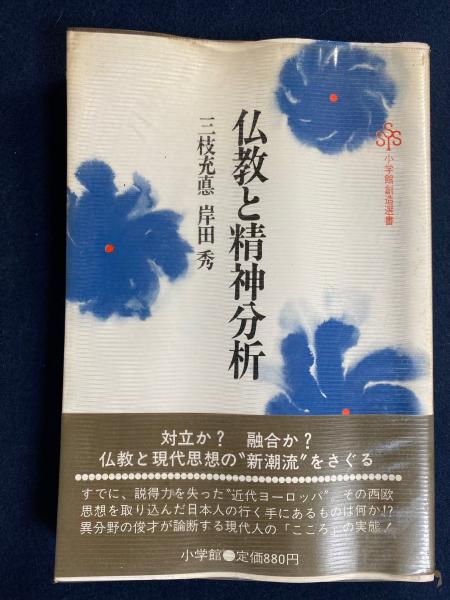 仏教と精神分析
三枝充悳 岸田 秀
SSS
小学館創造選書
対立か? 融合か?
仏教と現代思想の“新潮流”をさぐる
すでに、説得力を失った“近代ヨーロッパ”、その西欧
思想を取り込んだ日本人の行く手にあるものは何か!?
異分野の俊才が論断する現代人の「こころ」の実態!
小学館 定価880円